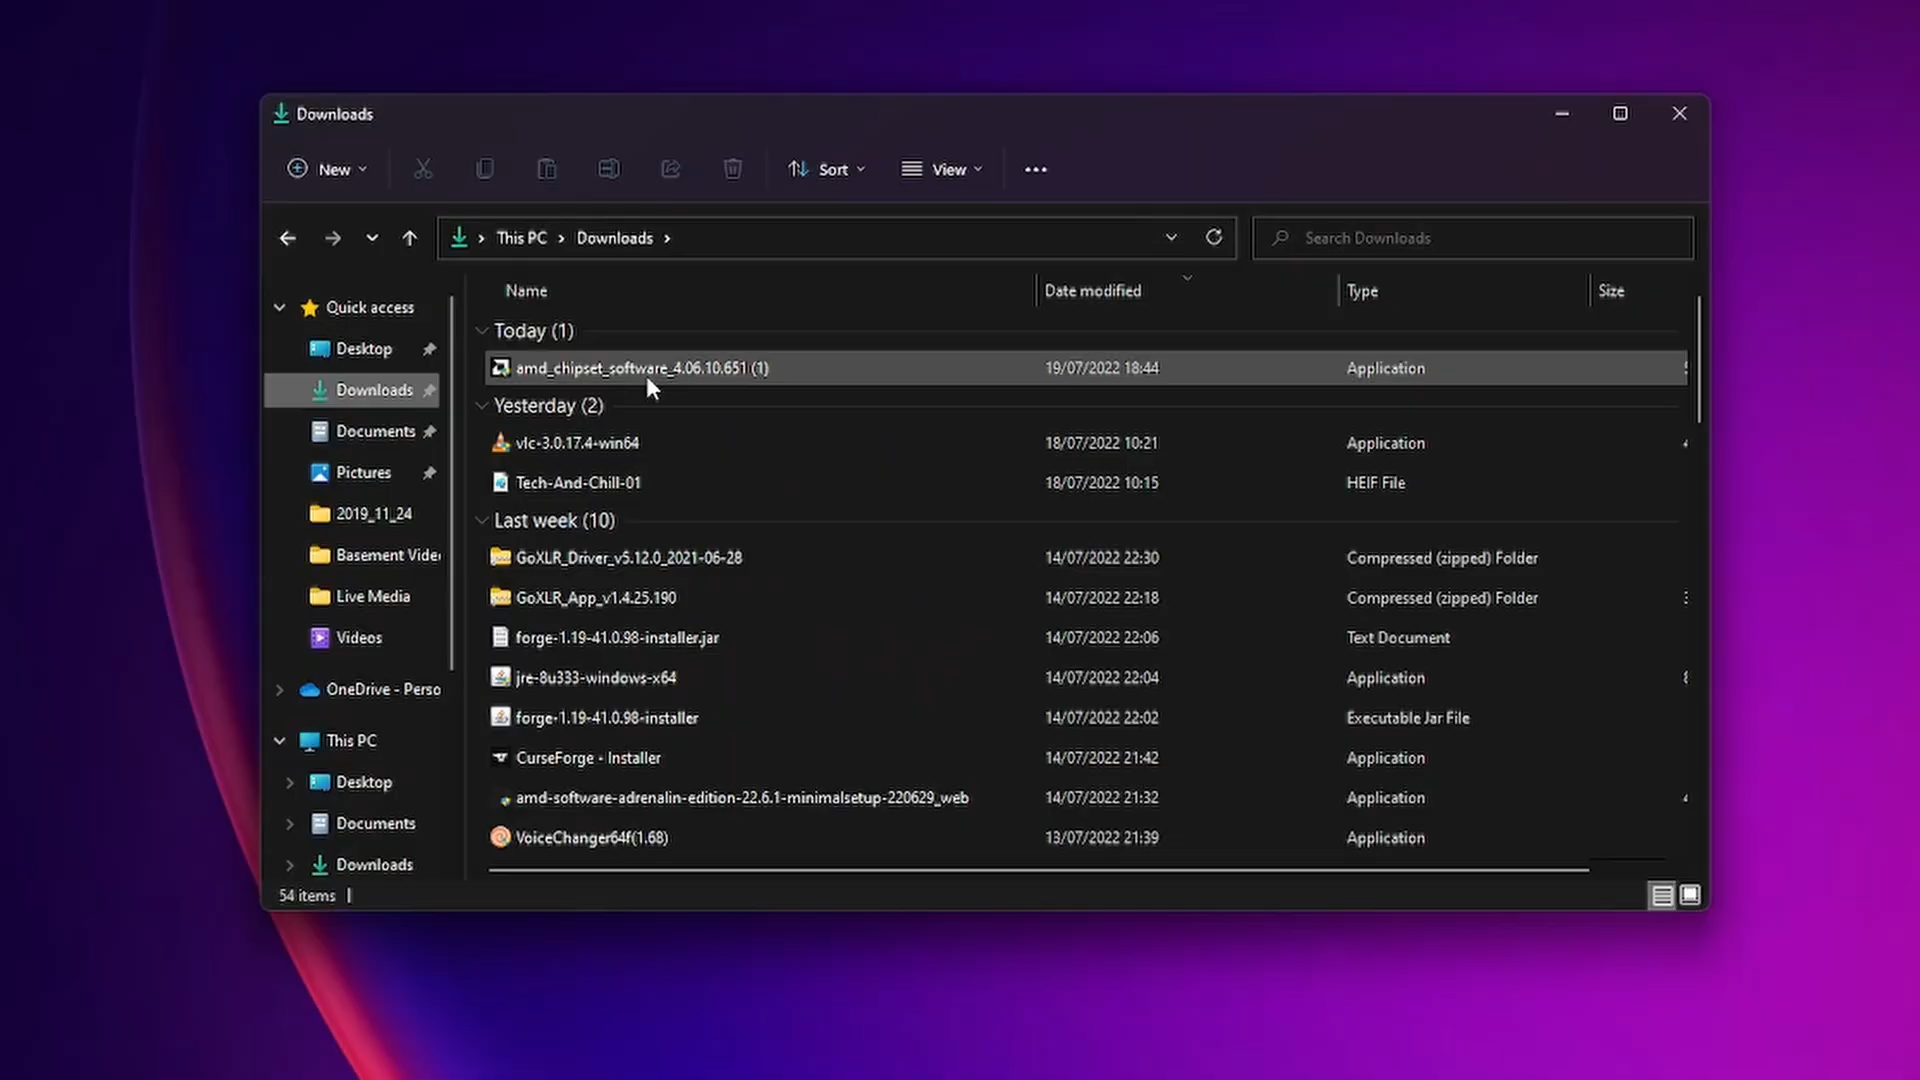 Downloads
New
Sort
View
This PC
Downloads
Search Downloads
Name
Date modified
Type
Size
Quick access
Desktop
Downloads
Documents
Pictures
2019_11_24
Basement Vide
Live Media
Videos
OneDrive - Perso
This PC
Desktop
Documents
Downloads
Today (1)
amd_chipset_software_4.06.10.651 (1) 19/07/2022 18:44 Application
Yesterday (2)
vlc-3.0.17.4-win64 18/07/2022 10:21 Application
Tech-And-Chill-01 18/07/2022 10:15 HEIF File
Last week (10)
GoXLR_Driver_v5.12.0_2021-06-28 14/07/2022 22:30 Compressed (zipped) Folder
GoXLR_App_v1.4.25.190 14/07/2022 22:18 Compressed (zipped) Folder
forge-1.19-41.0.98-installer.jar 14/07/2022 22:06 Text Document
jre-8u333-windows-x64 14/07/2022 22:04 Application
forge-1.19-41.0.98-installer 14/07/2022 22:02 Executable Jar File
CurseForge - Installer 14/07/2022 21:42 Application
amd-software-adrenalin-edition-22.6.1-minimalsetup-220629_web 14/07/2022 21:32 Application
VoiceChanger64f(1.68) 13/07/2022 21:39 Application
54 items